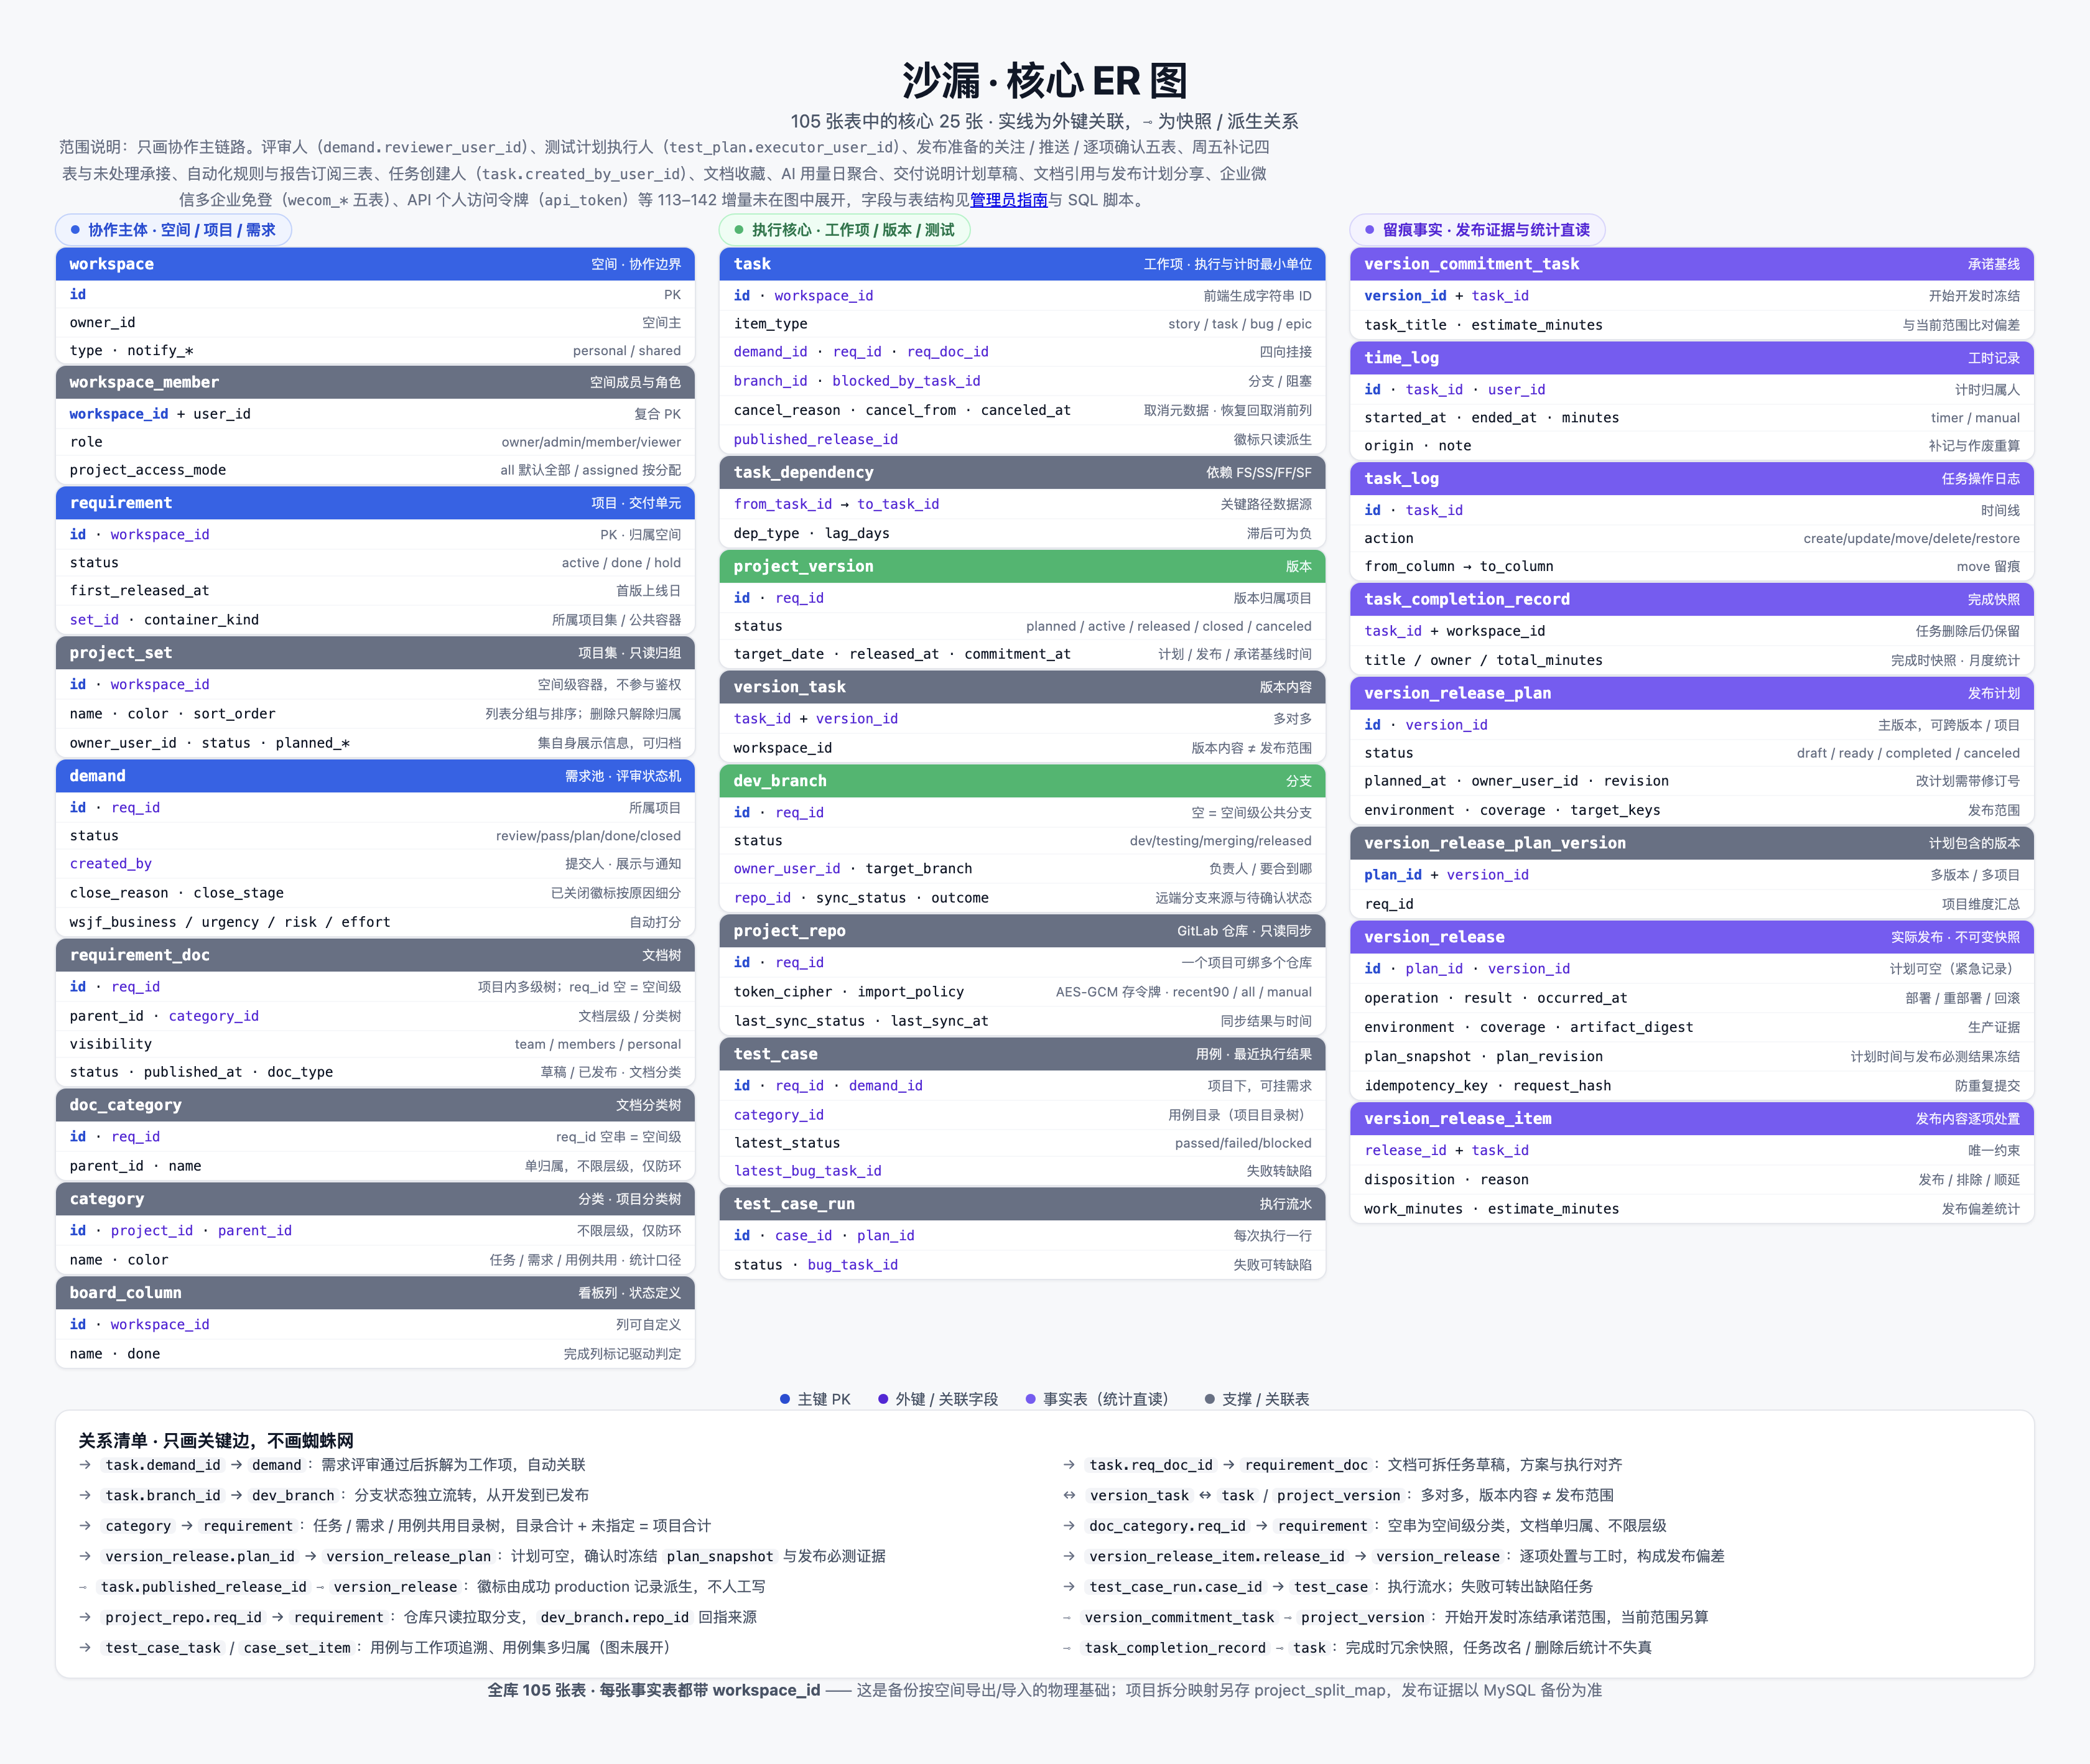 沙漏 · 核心 ER 图
105 张表中的核心 25 张 · 实线为外键关联，⇢ 为快照 / 派生关系
范围说明：只画协作主链路。评审人（demand.reviewer_user_id）、测试计划执行人（test_plan.executor_user_id）、发布准备的关注 / 推送 / 逐项确认五表、周五补记四
表与未处理承接、自动化规则与报告订阅三表、任务创建人（task.created_by_user_id）、文档收藏、AI 用量日聚合、交付说明计划草稿、文档引用与发布计划分享、企业微
信多企业免登（wecom_* 五表）、API 个人访问令牌（api_token）等 113–142 增量未在图中展开，字段与表结构见管理员指南与 SQL 脚本。
协作主体 · 空间 / 项目 / 需求
workspace 空间 · 协作边界
id PK
owner_id 空间主
type · notify_* personal / shared
workspace_member 空间成员与角色
workspace_id + user_id 复合 PK
role owner/admin/member/viewer
project_access_mode all 默认全部 / assigned 按分配
requirement 项目 · 交付单元
id · workspace_id PK · 归属空间
status active / done / hold
first_released_at 首版上线日
set_id · container_kind 所属项目集 / 公共容器
project_set 项目集 · 只读归组
id · workspace_id 空间级容器，不参与鉴权
name · color · sort_order 列表分组与排序；删除只解除归属
owner_user_id · status · planned_* 集自身展示信息，可归档
demand 需求池 · 评审状态机
id · req_id 所属项目
status review/pass/plan/done/closed
created_by 提交人 · 展示与通知
close_reason · close_stage 已关闭徽标按原因细分
wsjf_business / urgency / risk / effort 自动打分
requirement_doc 文档树
id · req_id 项目内多级树；req_id 空 = 空间级
parent_id · category_id 文档层级 / 分类树
visibility team / members / personal
status · published_at · doc_type 草稿 / 已发布 · 文档分类
doc_category 文档分类树
id · req_id req_id 空串 = 空间级
parent_id · name 单归属，不限层级，仅防环
category 分类 · 项目分类树
id · project_id · parent_id 不限层级，仅防环
name · color 任务 / 需求 / 用例共用 · 统计口径
board_column 看板列 · 状态定义
id · workspace_id 列可自定义
name · done 完成列标记驱动判定
执行核心 · 工作项 / 版本 / 测试
task 工作项 · 执行与计时最小单位
id · workspace_id 前端生成字符串 ID
item_type story / task / bug / epic
demand_id · req_id · req_doc_id 四向挂接
branch_id · blocked_by_task_id 分支 / 阻塞
cancel_reason · cancel_from · canceled_at 取消元数据 · 恢复回取消前列
published_release_id 徽标只读派生
task_dependency 依赖 FS/SS/FF/SF
from_task_id → to_task_id 关键路径数据源
dep_type · lag_days 滞后可为负
project_version 版本
id · req_id 版本归属项目
status planned / active / released / closed / canceled
target_date · released_at · commitment_at 计划 / 发布 / 承诺基线时间
version_task 版本内容
task_id + version_id 多对多
workspace_id 版本内容 ≠ 发布范围
dev_branch 分支
id · req_id 空 = 空间级公共分支
status dev/testing/merging/released
owner_user_id · target_branch 负责人 / 要合到哪
repo_id · sync_status · outcome 远端分支来源与待确认状态
project_repo GitLab 仓库 · 只读同步
id · req_id 一个项目可绑多个仓库
token_cipher · import_policy AES-GCM 存令牌 · recent90 / all / manual
last_sync_status · last_sync_at 同步结果与时间
test_case 用例 · 最近执行结果
id · req_id · demand_id 项目下，可挂需求
category_id 用例目录（项目目录树）
latest_status passed/failed/blocked
latest_bug_task_id 失败转缺陷
test_case_run 执行流水
id · case_id · plan_id 每次执行一行
status · bug_task_id 失败可转缺陷
留痕事实 · 发布证据与统计直读
version_commitment_task 承诺基线
version_id + task_id 开始开发时冻结
task_title · estimate_minutes 与当前范围比对偏差
time_log 工时记录
id · task_id · user_id 计时归属人
started_at · ended_at · minutes timer / manual
origin · note 补记与作废重算
task_log 任务操作日志
id · task_id 时间线
action create/update/move/delete/restore
from_column → to_column move 留痕
task_completion_record 完成快照
task_id + workspace_id 任务删除后仍保留
title / owner / total_minutes 完成时快照 · 月度统计
version_release_plan 发布计划
id · version_id 主版本，可跨版本 / 项目
status draft / ready / completed / canceled
planned_at · owner_user_id · revision 改计划需带修订号
environment · coverage · target_keys 发布范围
version_release_plan_version 计划包含的版本
plan_id + version_id 多版本 / 多项目
req_id 项目维度汇总
version_release 实际发布 · 不可变快照
id · plan_id · version_id 计划可空（紧急记录）
operation · result · occurred_at 部署 / 重部署 / 回滚
environment · coverage · artifact_digest 生产证据
plan_snapshot · plan_revision 计划时间与发布必测结果冻结
idempotency_key · request_hash 防重复提交
version_release_item 发布内容逐项处置
release_id + task_id 唯一约束
disposition · reason 发布 / 排除 / 顺延
work_minutes · estimate_minutes 发布偏差统计
主键 PK 外键 / 关联字段 事实表（统计直读） 支撑 / 关联表
关系清单 · 只画关键边，不画蜘蛛网
→ task.demand_id → demand：需求评审通过后拆解为工作项，自动关联
→ task.req_doc_id → requirement_doc：文档可拆任务草稿，方案与执行对齐
→ task.branch_id → dev_branch：分支状态独立流转，从开发到已发布
↔ version_task ↔ task / project_version：多对多，版本内容 ≠ 发布范围
→ category → requirement：任务 / 需求 / 用例共用目录树，目录合计 + 未指定 = 项目合计
→ doc_category.req_id → requirement：空串为空间级分类，文档单归属、不限层级
→ version_release.plan_id → version_release_plan：计划可空，确认时冻结 plan_snapshot 与发布必测证据
→ version_release_item.release_id → version_release：逐项处置与工时，构成发布偏差
⇢ task.published_release_id ⇢ version_release：徽标由成功 production 记录派生，不人工写
→ test_case_run.case_id → test_case：执行流水；失败可转出缺陷任务
→ project_repo.req_id → requirement：仓库只读拉取分支，dev_branch.repo_id 回指来源
⇢ version_commitment_task ⇢ project_version：开始开发时冻结承诺范围，当前范围另算
→ test_case_task / case_set_item：用例与工作项追溯、用例集多归属（图未展开）
⇢ task_completion_record ⇢ task：完成时冗余快照，任务改名 / 删除后统计不失真
全库 105 张表 · 每张事实表都带 workspace_id —— 这是备份按空间导出/导入的物理基础；项目拆分映射另存 project_split_map，发布证据以 MySQL 备份为准